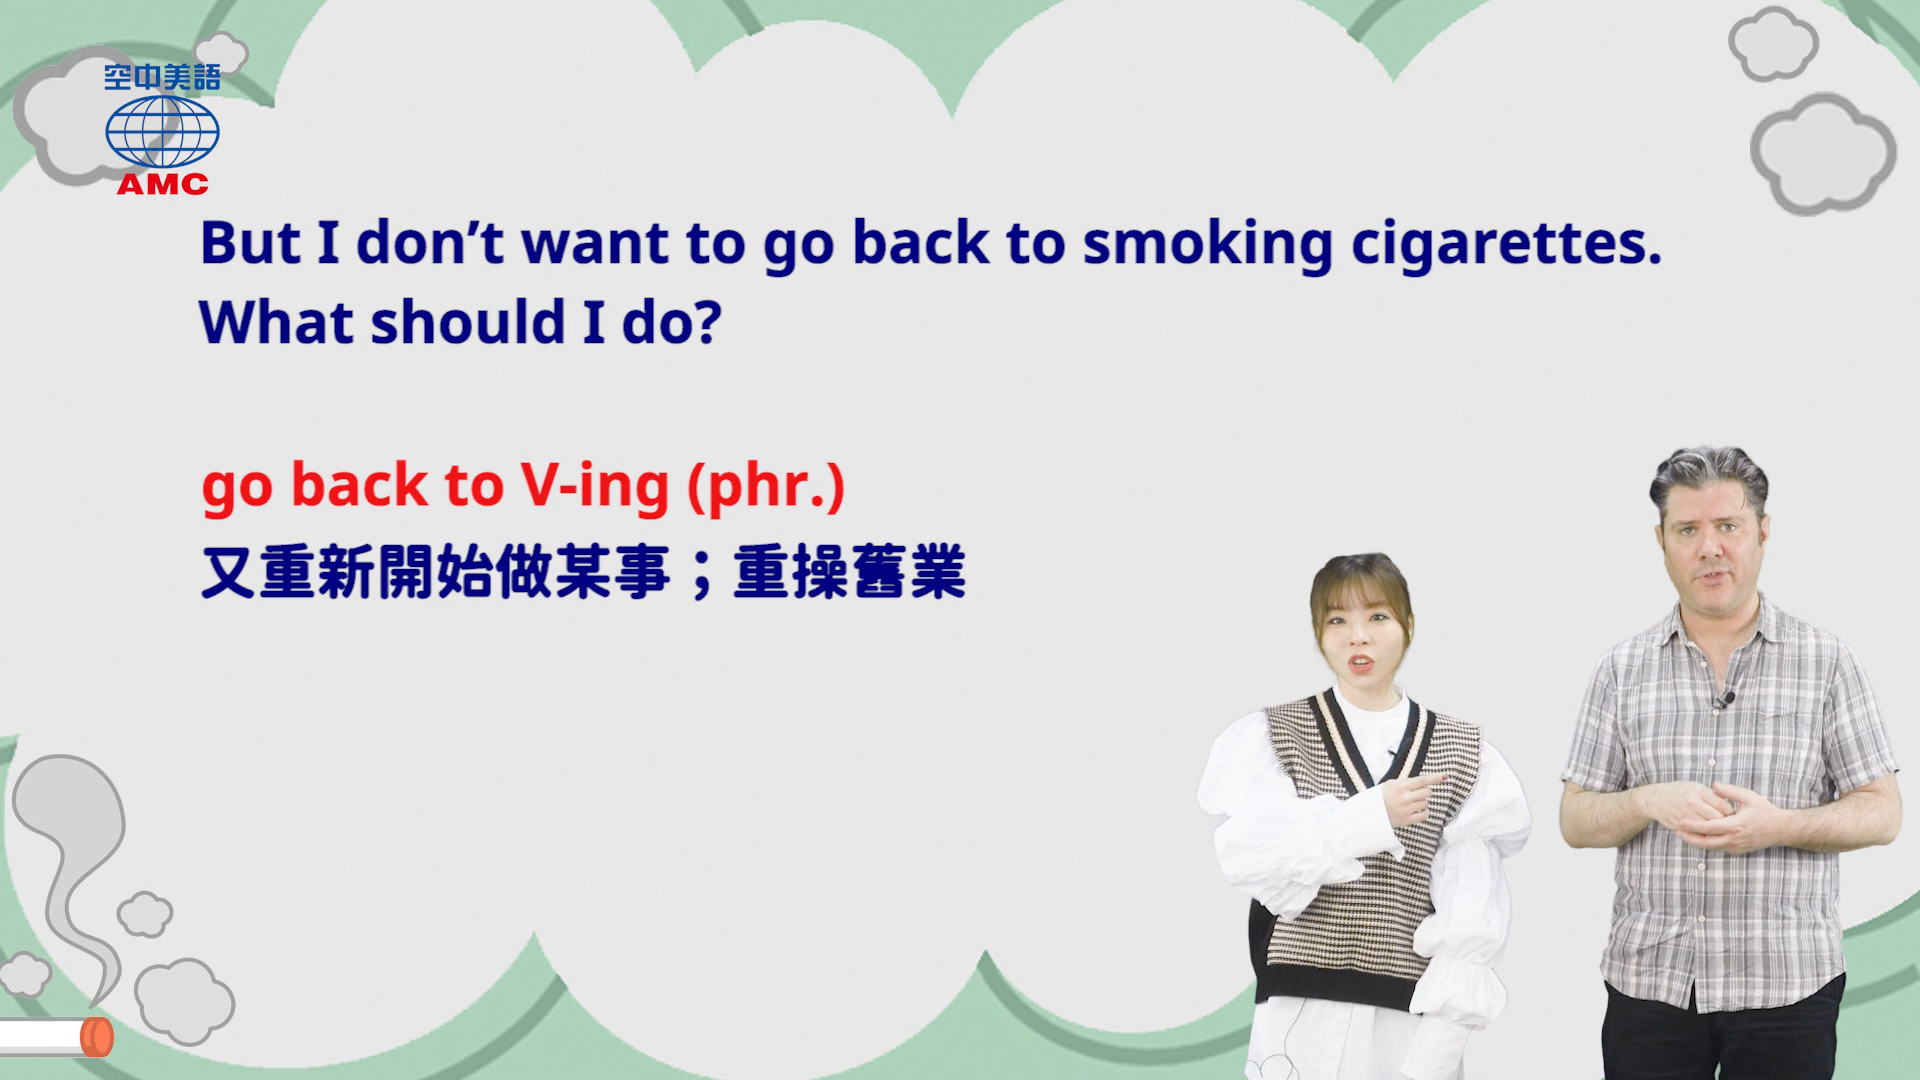 空中美語
AMC
But I don’t want to go back to smoking cigarettes.
What should I do?
go back to V-ing (phr.)
又重新開始做某事；重操舊業